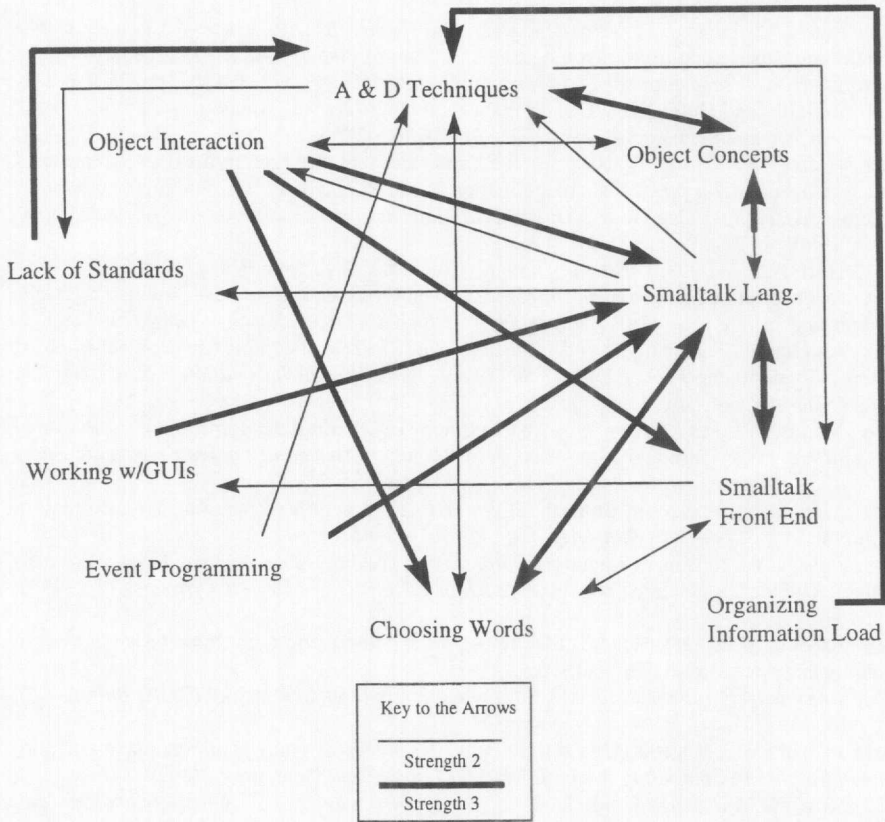 A & D Techniques
Object Interaction
Object Concepts
Lack of Standards
Smalltalk Lang.
Working w/GUIs
Smalltalk
Front End
Event Programming
Organizing
Information Load
Choosing Words
Key to the Arrows
Strength 2
Strength 3